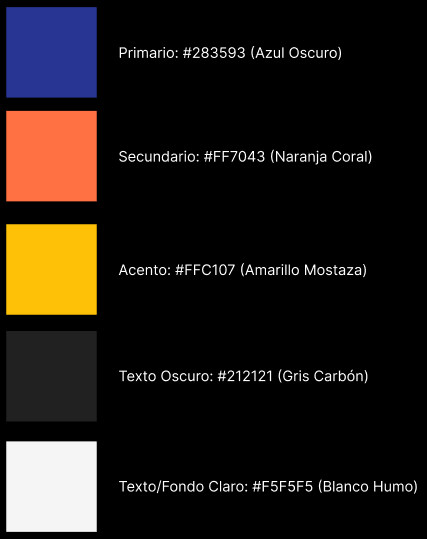 Primario: #283593 (Azul Oscuro)
Secundario: #FF7043 (Naranja Coral)
Acento: #FFC107 (Amarillo Mostaza)
Texto Oscuro: #212121 (Gris Carbón)
Texto/Fondo Claro: #F5F5F5 (Blanco Humo)